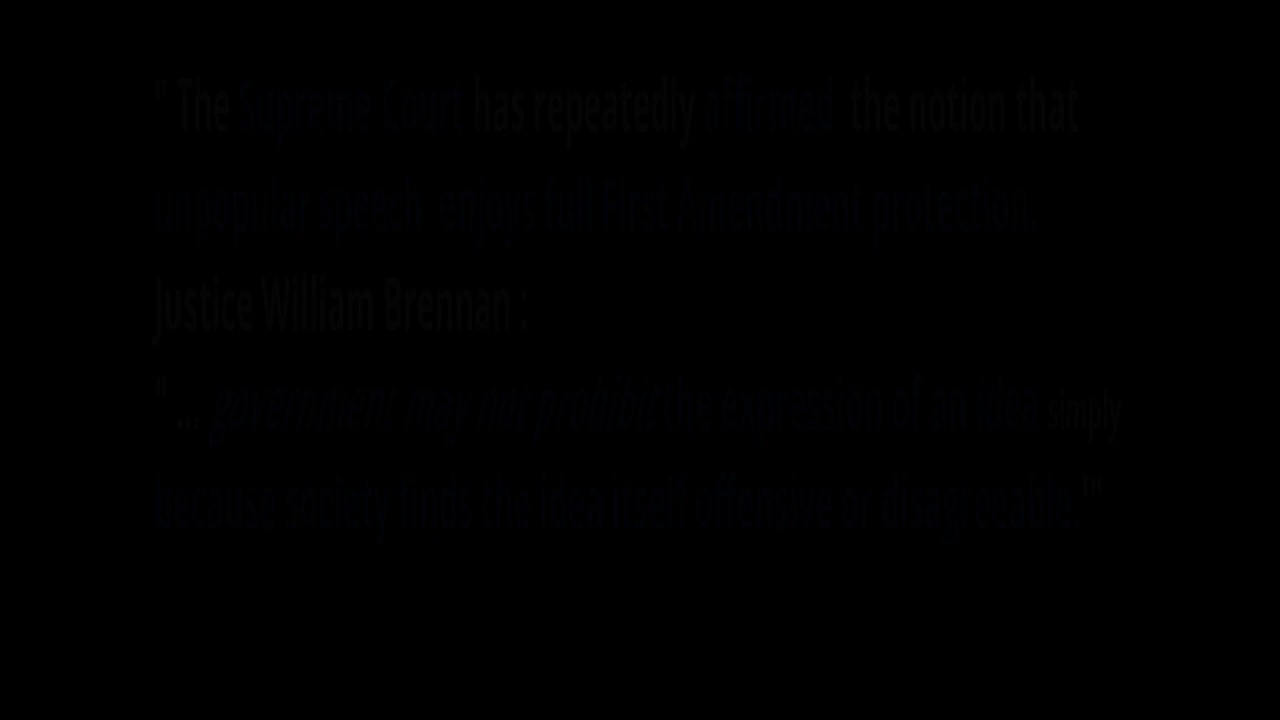 " The Supreme Court has repeatedly affirmed the notion that
unpopular speech enjoys full First Amendment protection.
Justice William Brennan :
" ... government may not prohibit the expression of an idea simply
because society finds the idea itself offensive or disagreeable.'"